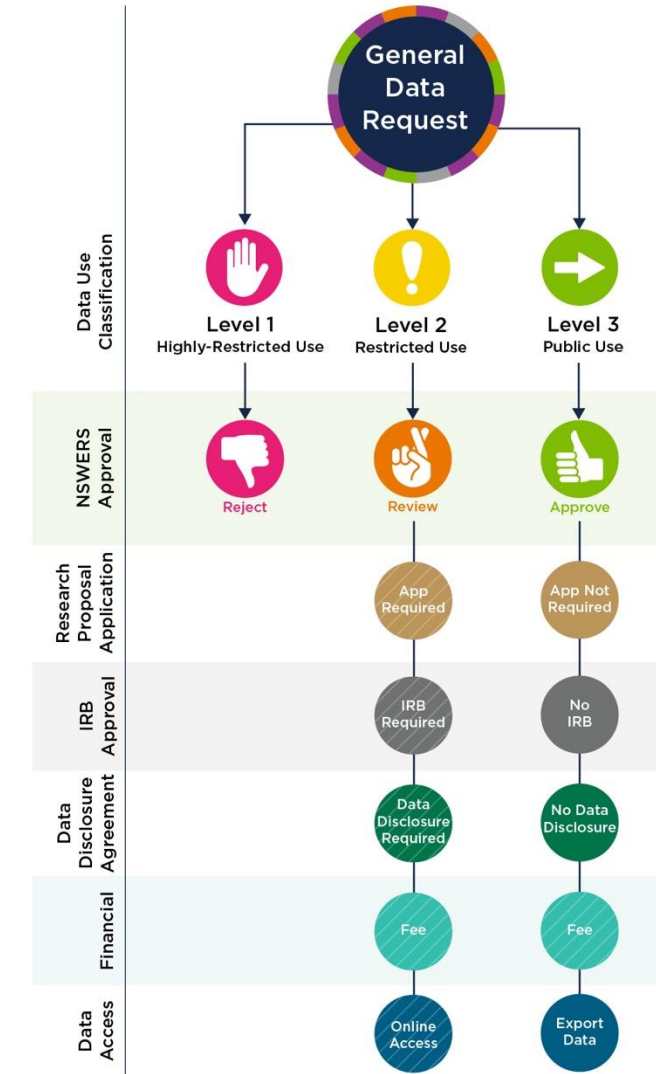 General
Data
Request
Data Use
Classification
Level 1
Highly-Restricted Use
Level 2
Restricted Use
Level 3
Public Use
NSWERS
Approval
Reject
Review
Approve
Research
Proposal
Application
App
Required
App Not
Required
IRB
Approval
IRB
Required
No
IRB
Data
Disclosure
Agreement
Data
Disclosure
Required
No Data
Disclosure
Financial
Fee
Fee
Data
Access
Online
Access
Export
Data